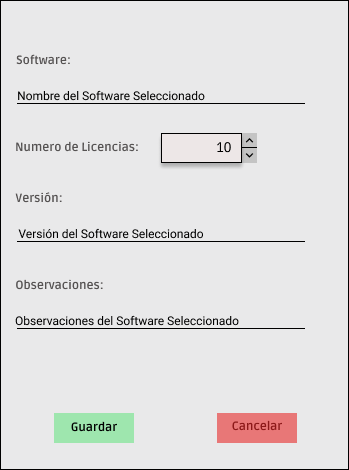 Software:
Nombre del Software Seleccionado
Numero de Licencias: 10
Versión:
Versión del Software Seleccionado
Observaciones:
Observaciones del Software Seleccionado
Guardar Cancelar